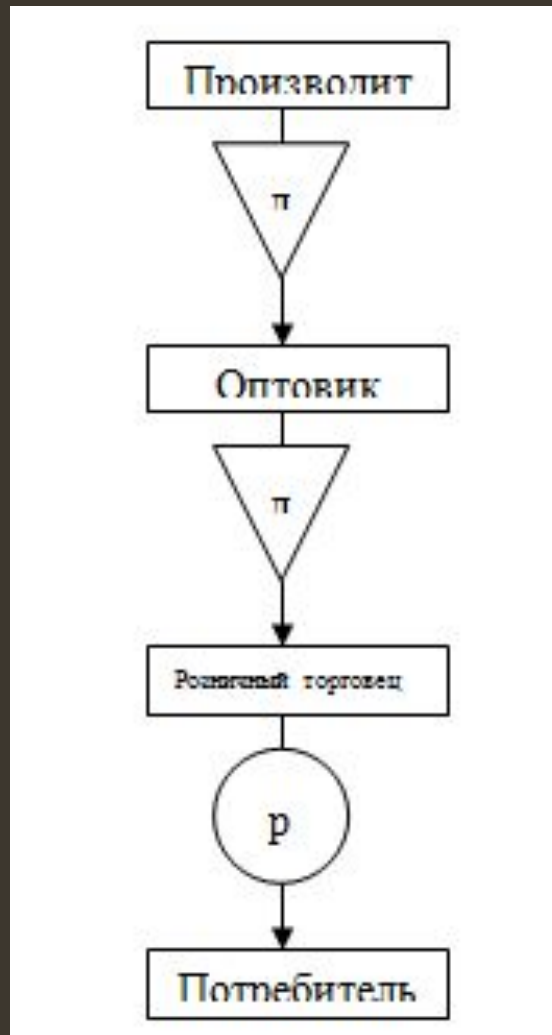 Производит
п
Оптовик
п
Розничный торговец
р
Потребитель